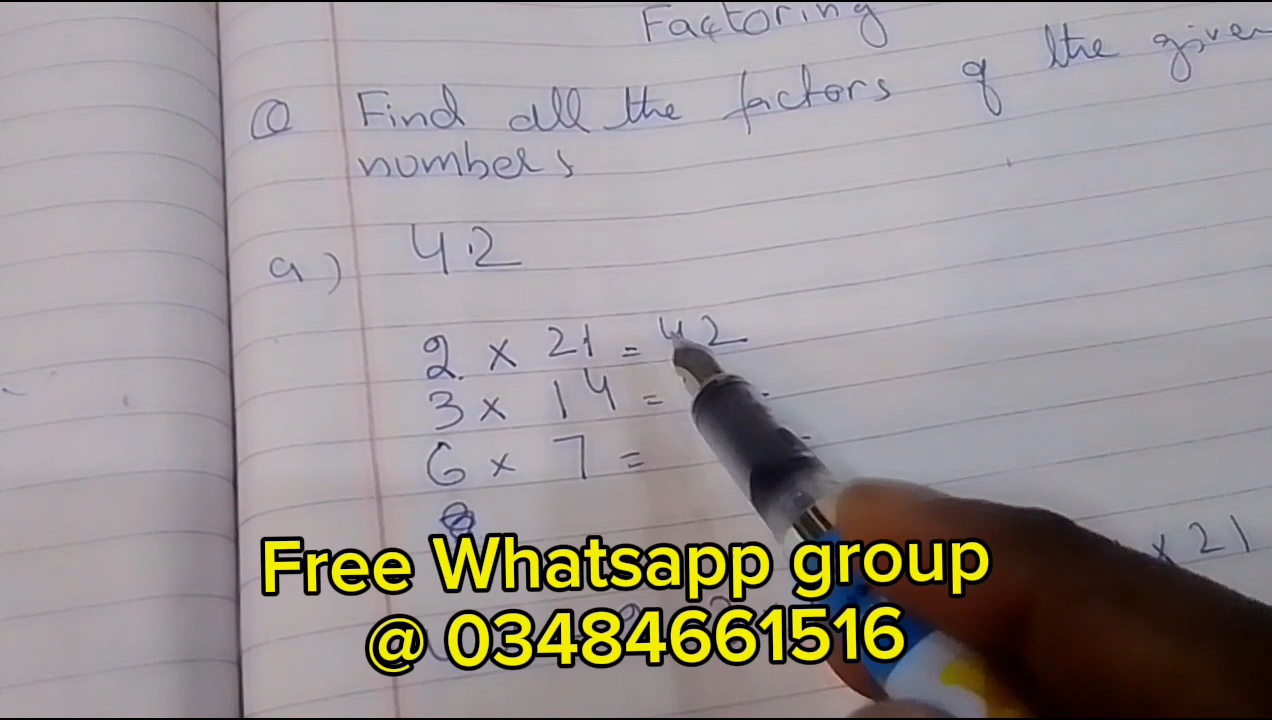 Factoring
Q Find all the factors of the given
numbers
a) 42
2 x 21 = 42
3 x 14 =
6 x 7 =
x 21
Free Whatsapp group
@ 03484661516